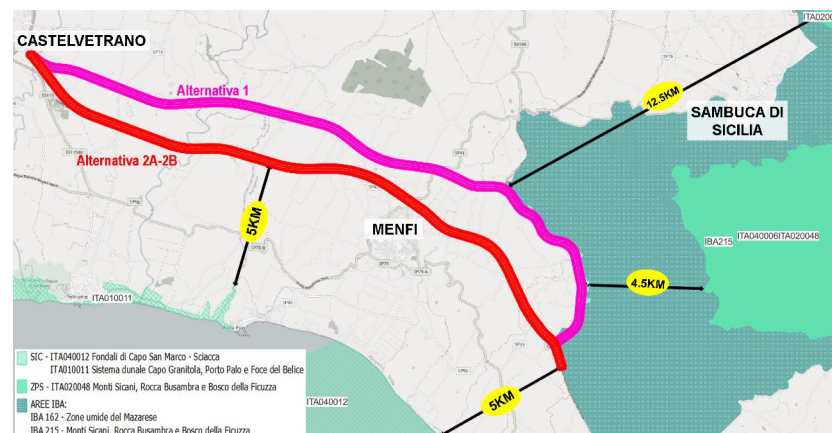 CASTELVETRANO
ITA020
Alternativa 1
12.5KM
SAMBUCA DI
SICILIA
Alternativa 2A-2B
5KM
MENFI
ITA040006ITA020048
IBA215
4.5KM
ITA010011
SIC - ITA040012 Fondali di Capo San Marco - Sciacca
ITA010011 Sistema dunale Capo Granitola, Porto Palo e Foce del Belice
ZPS - ITA020048 Monti Sicani, Rocca Busambra e Bosco della Ficuzza
ITA040012
5KM
AREE IBA:
IBA 162 - Zone umide del Mazarese
IBA 215 - Monti Sicani, Rocca Busambra e Bosco della Ficuzza